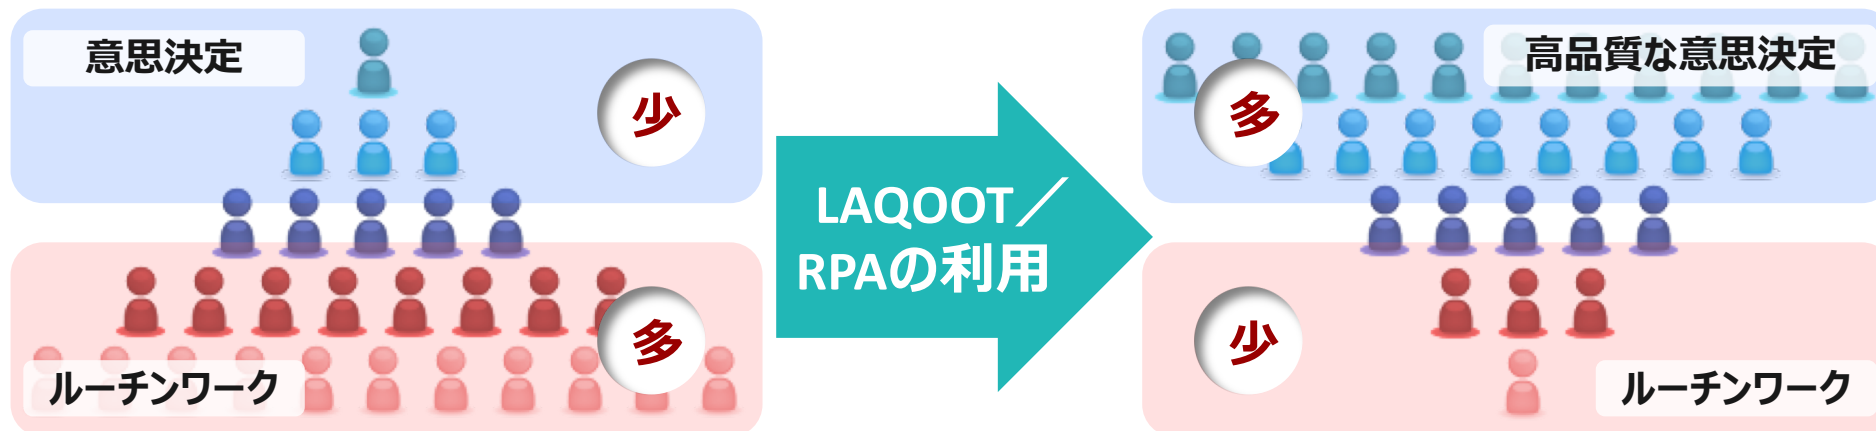 意思決定
少
ルーチンワーク
多
LAQOOT／
RPAの利用
高品質な意思決定
多
少
ルーチンワーク